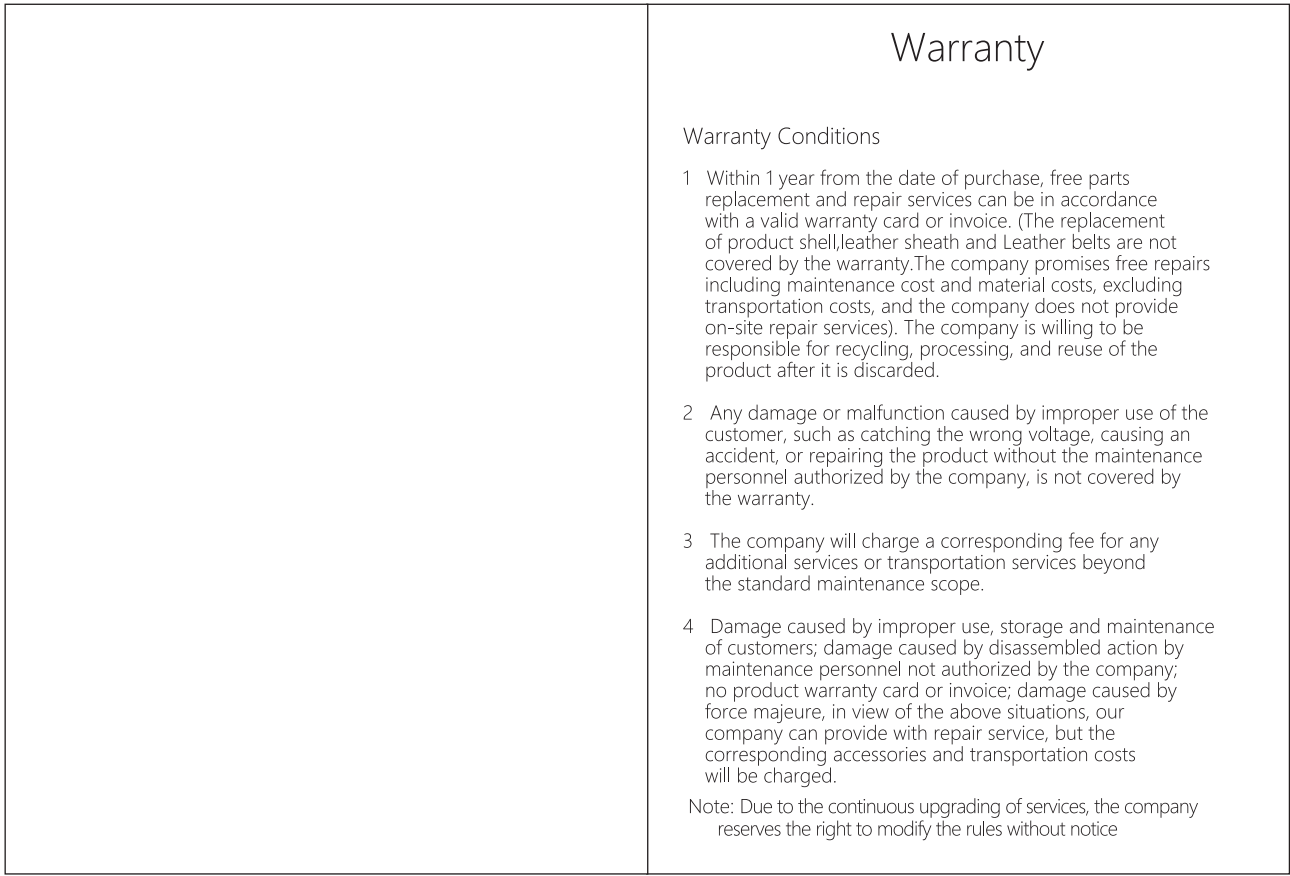 Warranty
Warranty Conditions
1 Within 1 year from the date of purchase, free parts
replacement and repair services can be in accordance
with a valid warranty card or invoice. (The replacement
of product shell,leather sheath and Leather belts are not
covered by the warranty.The company promises free repairs
including maintenance cost and material costs, excluding
transportation costs, and the company does not provide
on-site repair services). The company is willing to be
responsible for recycling, processing, and reuse of the
product after it is discarded.
2 Any damage or malfunction caused by improper use of the
customer, such as catching the wrong voltage, causing an
accident, or repairing the product without the maintenance
personnel authorized by the company, is not covered by
the warranty.
3 The company will charge a corresponding fee for any
additional services or transportation services beyond
the standard maintenance scope.
4 Damage caused by improper use, storage and maintenance
of customers; damage caused by disassembled action by
maintenance personnel not authorized by the company;
no product warranty card or invoice; damage caused by
force majeure, in view of the above situations, our
company can provide with repair service, but the
corresponding accessories and transportation costs
will be charged.
Note: Due to the continuous upgrading of services, the company
reserves the right to modify the rules without notice